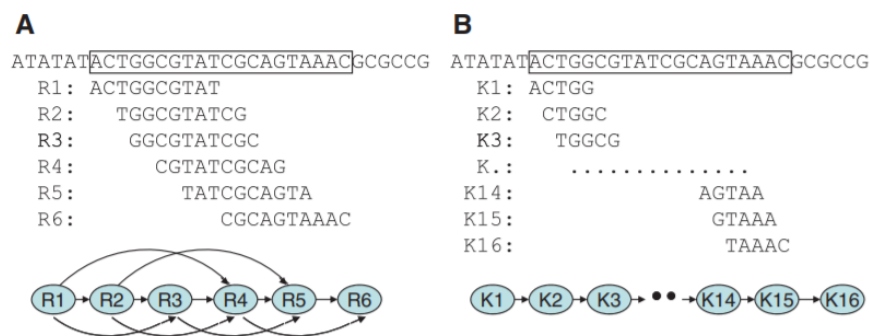 A
ATATATACTGGCGTATCGCAGTAAACGCGCCG
R1: ACTGGCGTAT
R2: TGGCGTATCG
R3: GGCGTATCGC
R4: CGTATCGCAG
R5: TATCGCAGTA
R6: CGCAGTAAAC
R1 R2 R3 R4 R5 R6
B
ATATATACTGGCGTATCGCAGTAAACGCGCCG
K1: ACTGG
K2: CTGGC
K3: TGGCG
K.: ..............
K14: AGTAA
K15: GTAAA
K16: TAAAC
K1 K2 K3 •• K14 K15 K16